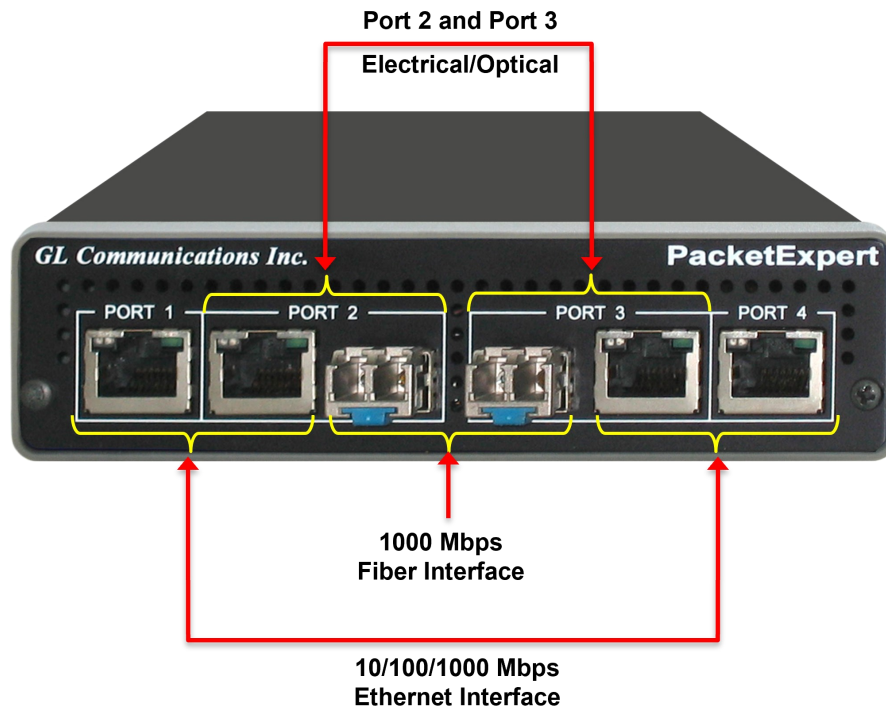 Port 2 and Port 3
Electrical/Optical
GL Communications Inc.
PacketExpert
PORT 1
PORT 2
PORT 3
PORT 4
1000 Mbps
Fiber Interface
10/100/1000 Mbps
Ethernet Interface